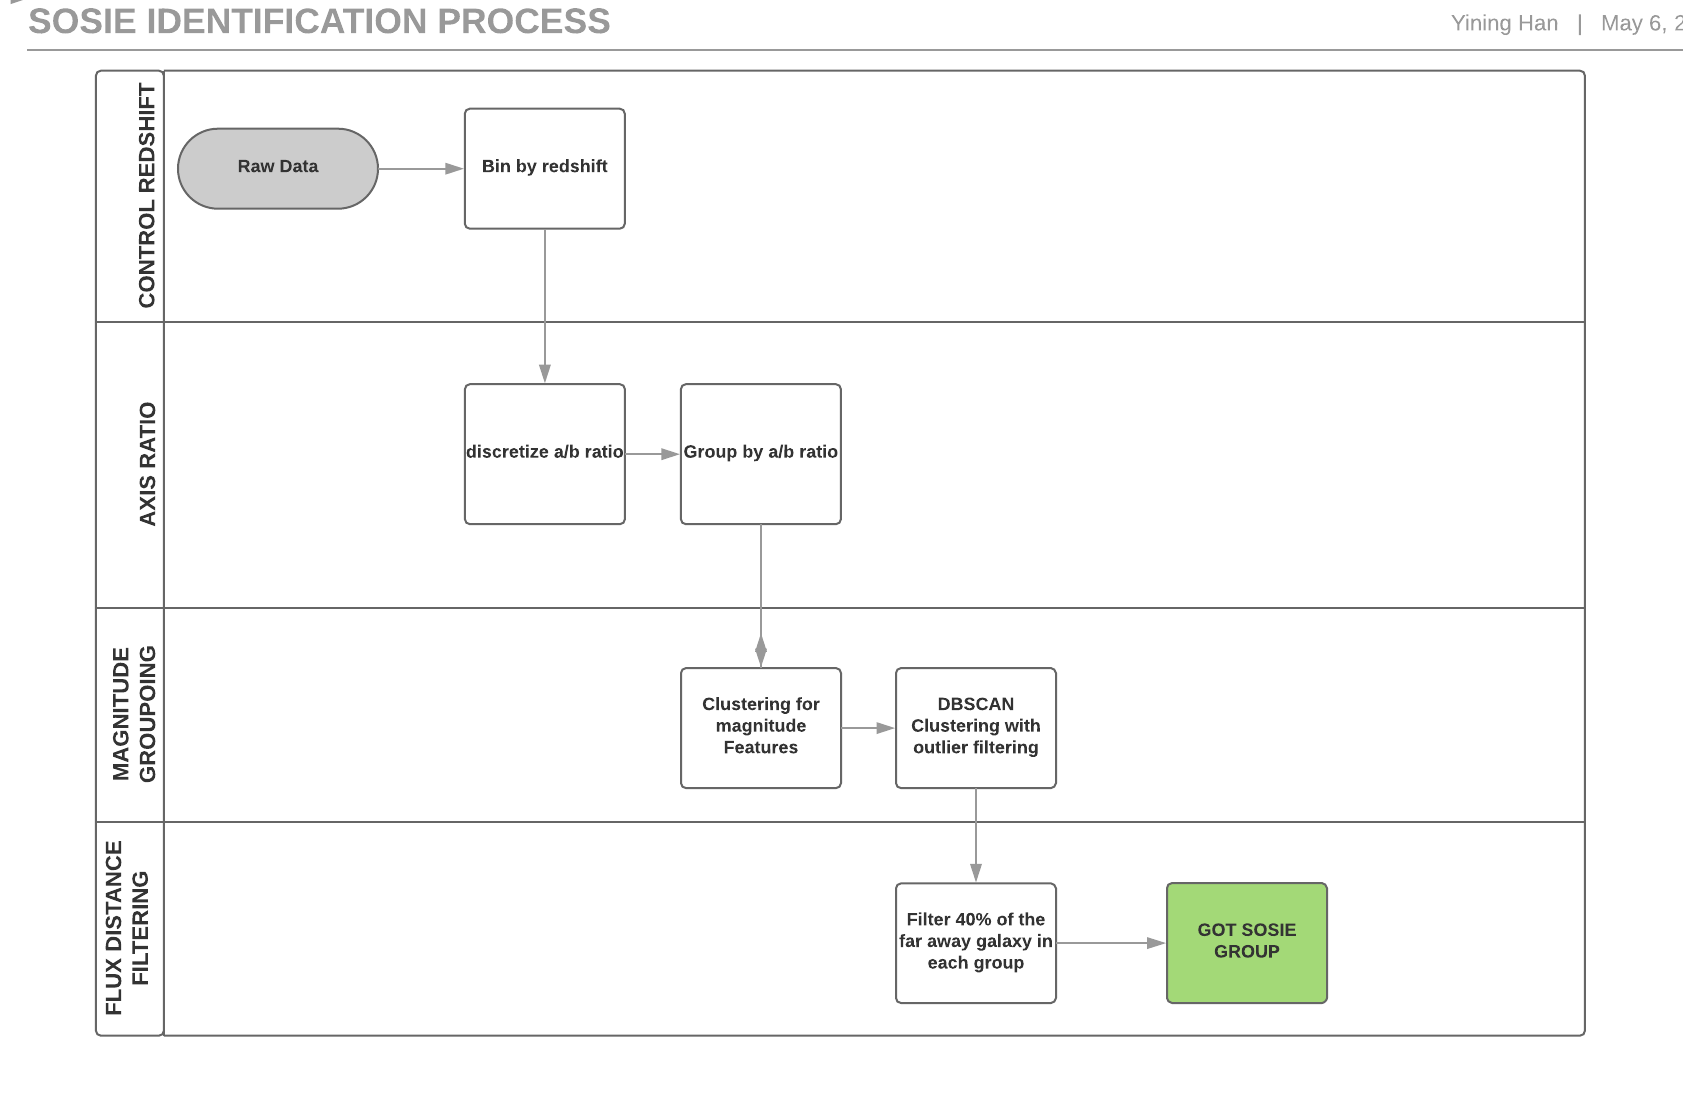 SOSIE IDENTIFICATION PROCESS
Yining Han | May 6, 2
CONTROL REDSHIFT
Raw Data
Bin by redshift
AXIS RATIO
discretize a/b ratio
Group by a/b ratio
MAGNITUDE
GROUPOING
Clustering for
magnitude
Features
DBSCAN
Clustering with
outlier filtering
FLUX DISTANCE
FILTERING
Filter 40% of the
far away galaxy in
each group
GOT SOSIE
GROUP